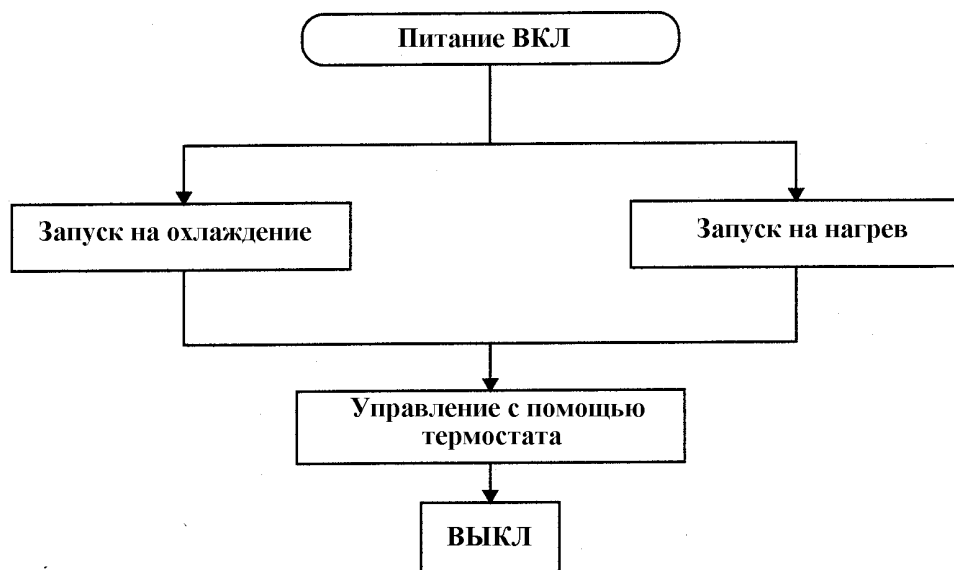 Питание ВКЛ
Запуск на охлаждение
Запуск на нагрев
Управление с помощью
термостата
ВЫКЛ